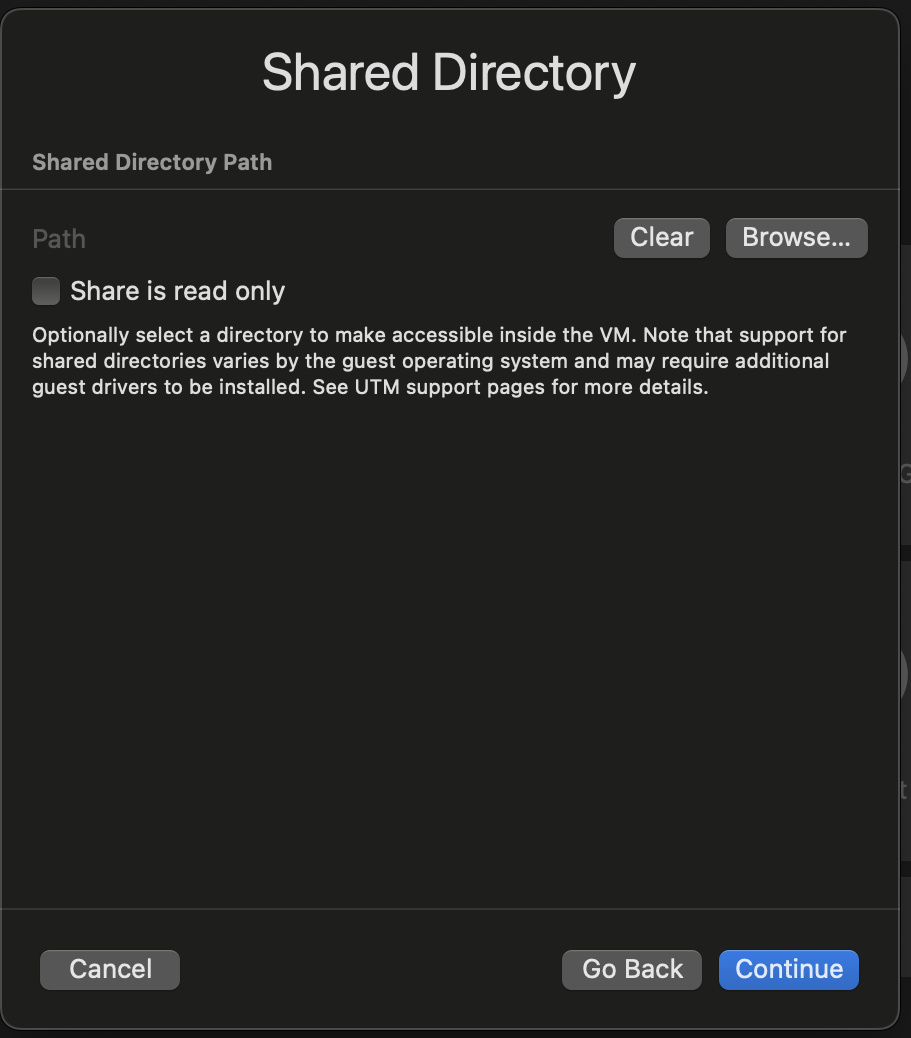 Shared Directory
Shared Directory Path
Path
Clear
Browse...
Share is read only
Optionally select a directory to make accessible inside the VM. Note that support for
shared directories varies by the guest operating system and may require additional
guest drivers to be installed. See UTM support pages for more details.
Cancel
Go Back
Continue